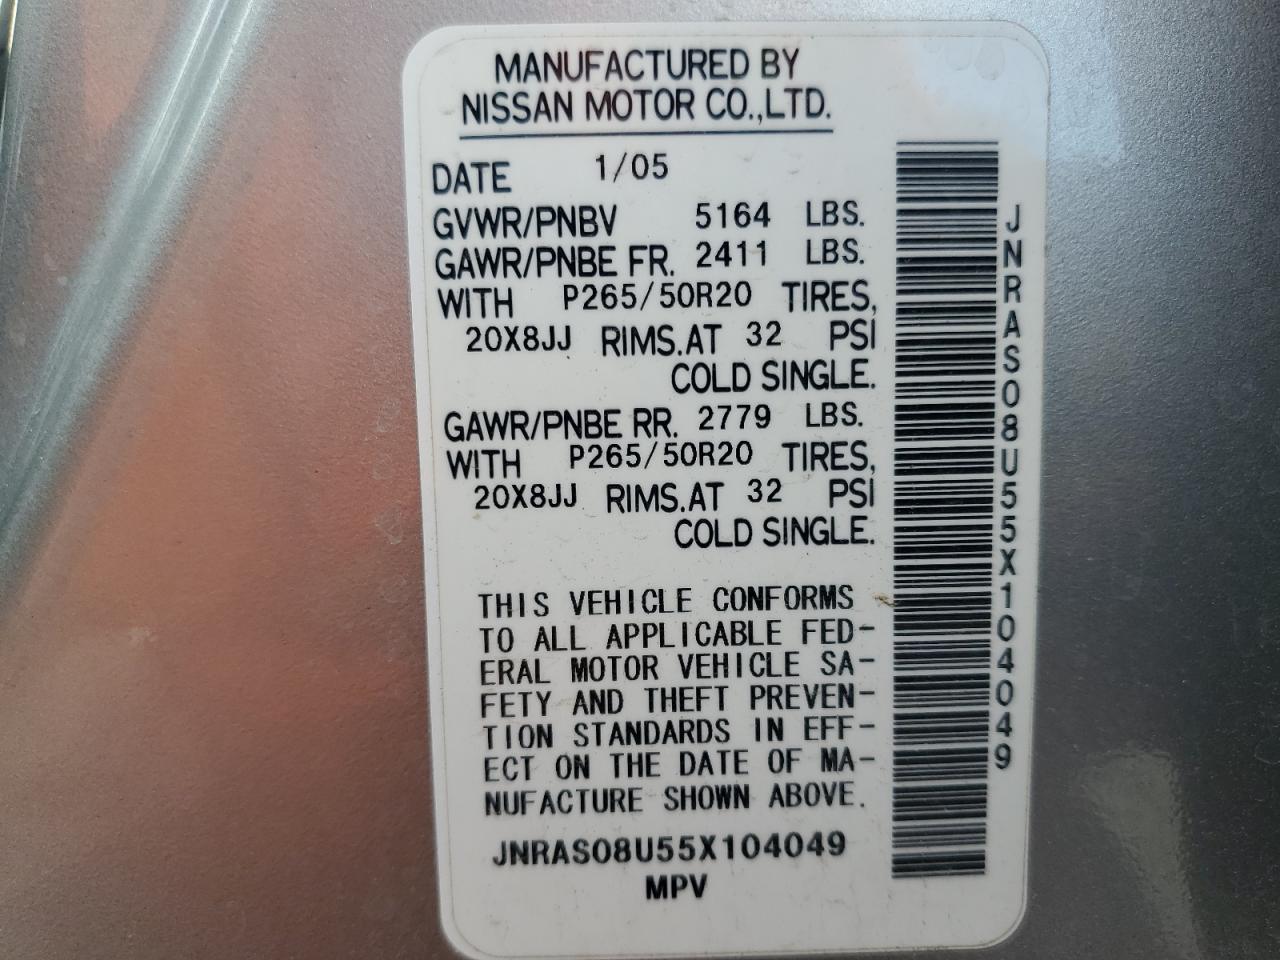 MANUFACTURED BY
NISSAN MOTOR CO.,LTD.
DATE 1/05
GVWR/PNBV 5164 LBS.
GAWR/PNBE FR. 2411 LBS.
WITH P265/50R20 TIRES,
20X8JJ RIMS.AT 32 PSI
COLD SINGLE.
GAWR/PNBE RR. 2779 LBS.
WITH P265/50R20 TIRES,
20X8JJ RIMS.AT 32 PSI
COLD SINGLE.
THIS VEHICLE CONFORMS
TO ALL APPLICABLE FED-
ERAL MOTOR VEHICLE SA-
FETY AND THEFT PREVEN-
TION STANDARDS IN EFF-
ECT ON THE DATE OF MA-
NUFACTURE SHOWN ABOVE.
JNRAS08U55X104049
MPV
JNRAS08U55X104049